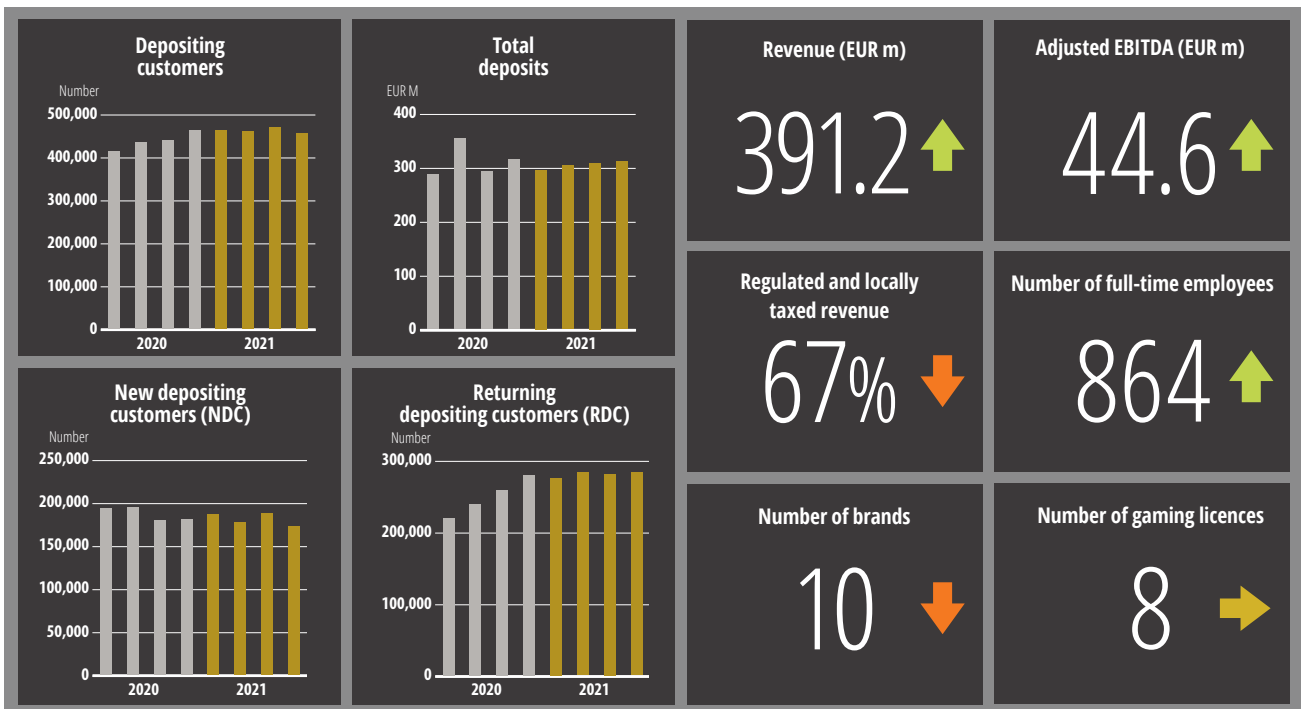 Depositing
customers
Number
500,000
400,000
300,000
200,000
100,000
0
2020 2021
Total
deposits
EUR M
400
300
200
100
0
2020 2021
Revenue (EUR m)
391.2
Adjusted EBITDA (EUR m)
44.6
Regulated and locally
taxed revenue
67%
Number of full-time employees
864
New depositing
customers (NDC)
Number
250,000
200,000
150,000
100,000
50,000
0
2020 2021
Returning
depositing customers (RDC)
Number
300,000
200,000
100,000
0
2020 2021
Number of brands
10
Number of gaming licences
8